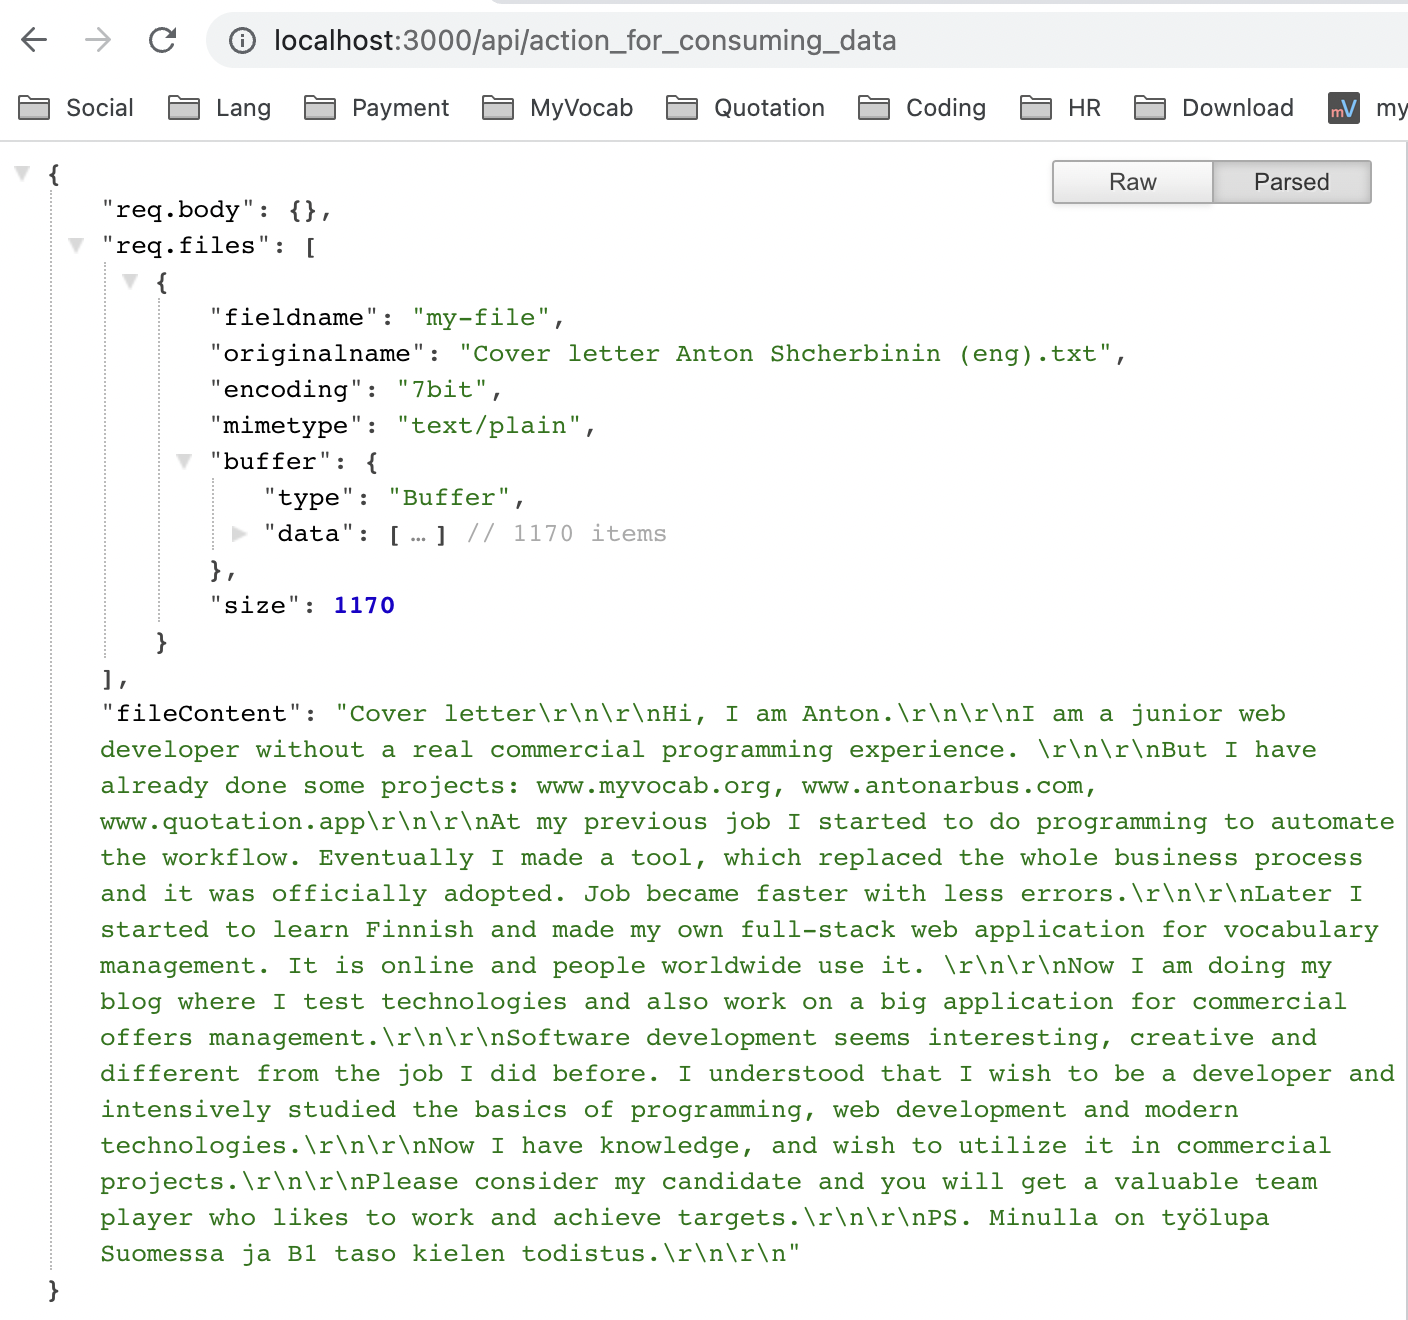 localhost:3000/api/action_for_consuming_data
Social Lang Payment MyVocab Quotation Coding HR Download mV my
Raw Parsed
{
"req.body": {},
"req.files": [
{
"fieldname": "my-file",
"originalname": "Cover letter Anton Shcherbinin (eng).txt",
"encoding": "7bit",
"mimetype": "text/plain",
"buffer": {
"type": "Buffer",
"data": [ … ] // 1170 items
},
"size": 1170
}
],
"fileContent": "Cover letter\r\n\r\nHi, I am Anton.\r\n\r\nI am a junior web
developer without a real commercial programming experience. \r\n\r\nBut I have
already done some projects: www.myvocab.org, www.antonarbus.com,
www.quotation.app\r\n\r\nAt my previous job I started to do programming to automate
the workflow. Eventually I made a tool, which replaced the whole business process
and it was officially adopted. Job became faster with less errors.\r\n\r\nLater I
started to learn Finnish and made my own full-stack web application for vocabulary
management. It is online and people worldwide use it. \r\n\r\nNow I am doing my
blog where I test technologies and also work on a big application for commercial
offers management.\r\n\r\nSoftware development seems interesting, creative and
different from the job I did before. I understood that I wish to be a developer and
intensively studied the basics of programming, web development and modern
technologies.\r\n\r\nNow I have knowledge, and wish to utilize it in commercial
projects.\r\n\r\nPlease consider my candidate and you will get a valuable team
player who likes to work and achieve targets.\r\n\r\nPS. Minulla on työlupa
Suomessa ja B1 taso kielen todistus.\r\n\r\n"
}